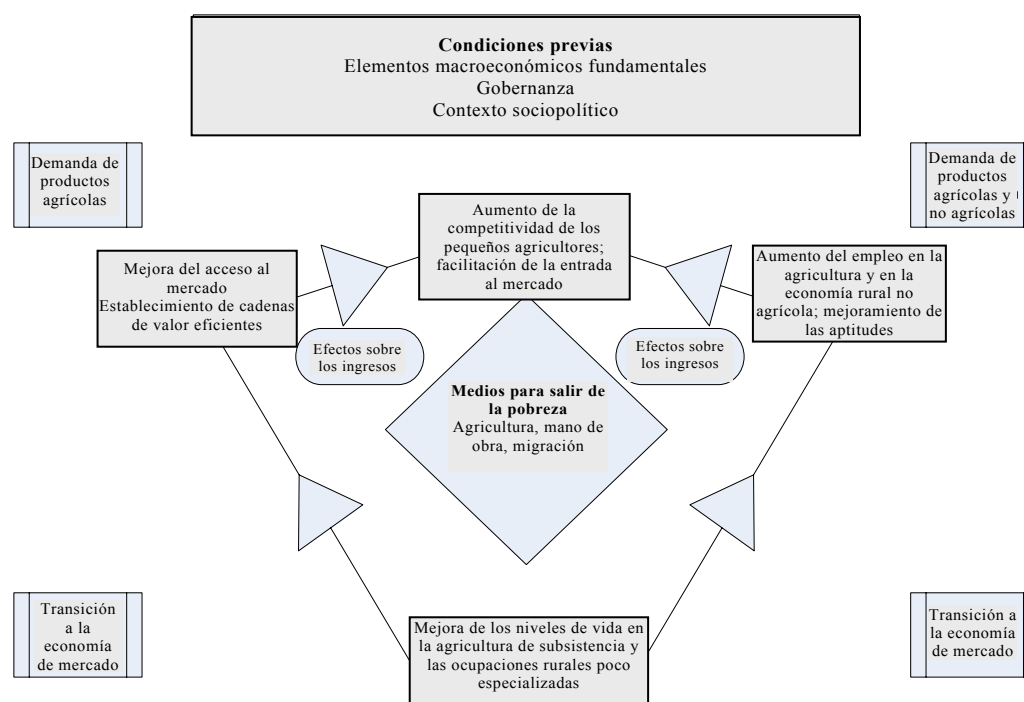 Condiciones previas
Elementos macroeconómicos fundamentales
Gobernanza
Contexto sociopolítico
Demanda de
productos
agrícolas
Demanda de
productos
agrícolas y
no agrícolas
Aumento de la
competitividad de los
pequeños agricultores;
facilitación de la entrada
al mercado
Mejora del acceso al
mercado
Establecimiento de cadenas
de valor eficientes
Aumento del empleo en la
agricultura y en la
economía rural no
agrícola; mejoramiento de
las aptitudes
Efectos sobre
los ingresos
Efectos sobre
los ingresos
Medios para salir de
la pobreza
Agricultura, mano de
obra, migración
Transición
a la
economía
de mercado
Mejora de los niveles de vida en
la agricultura de subsistencia y
las ocupaciones rurales poco
especializadas
Transición a
la economía
de mercado